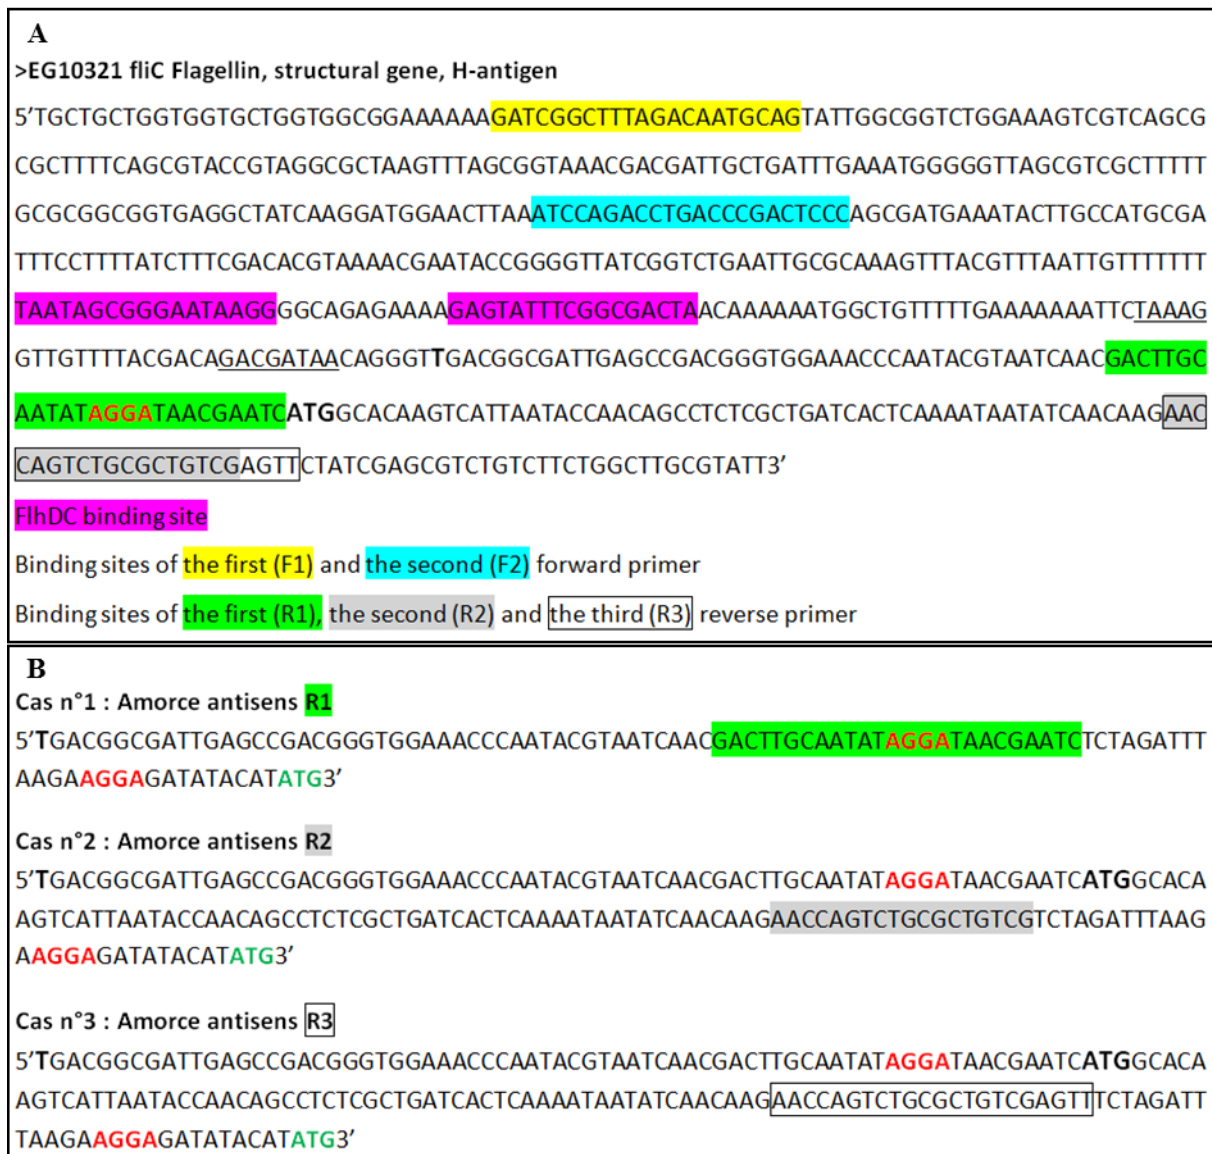 A
>EG10321 fliC Flagellin, structural gene, H-antigen
5’TGCTGCTGGTGGTGCTGGTGGCGGAAAAAAGATCGGCTTTAGACAATGCAGTATTGGCGGTCTGGAAAGTCGTCAGCG
CGCTTTTCAGCGTACCGTAGGCGCTAAGTTTAGCGGTAAACGACGATTGCTGATTTGAAATGGGGGTTAGCGTCGCTTTTT
GCGCGGCGGTGAGGCTATCAAGGATGGAACTTAAATCCAGACCTGACCCGACTCCCAGCGATGAAATACTTGCCATGCGA
TTTCCTTTTATCTTTCGACACGTAAAACGAATACCGGGGTTATCGGTCTGAATTGCGCAAAGTTTACGTTTAATTGTTTTTTT
TAATAGCGGGAATAAGGGGCAGAGAAAAGAGTATTTCGGCGACTAACAAAAAATGGCTGTTTTTGAAAAAAATTCTAAAG
GTTGTTTTACGACAGACGATAACAGGGTTGACGGCGATTGAGCCGACGGGTGGAAACCCAATACGTAATCAACGACTTGC
AATATAGGATAACGAATCATGGCACAAGTCATTAATACCAACAGCCTCTCGCTGATCACTCAAAATAATATCAACAAGAAC
CAGTCTGCGCTGTCGAGTTCTATCGAGCGTCTGTCTTCTGGCTTGCGTATT3’
FlhDC binding site
Binding sites of the first (F1) and the second (F2) forward primer
Binding sites of the first (R1), the second (R2) and the third (R3) reverse primer
B
Cas n°1 : Amorce antisens R1
5’TGACGGCGATTGAGCCGACGGGTGGAAACCCAATACGTAATCAACGACTTGCAATATAGGATAACGAATCTCTAGATTT
AAGAAGGAGATATACATATG3’
Cas n°2 : Amorce antisens R2
5’TGACGGCGATTGAGCCGACGGGTGGAAACCCAATACGTAATCAACGACTTGCAATATAGGATAACGAATCATGGCACA
AGTCATTAATACCAACAGCCTCTCGCTGATCACTCAAAATAATATCAACAAGAACCAGTCTGCGCTGTCGTCTAGATTTAAG
AAGGAGATATACATATG3’
Cas n°3 : Amorce antisens R3
5’TGACGGCGATTGAGCCGACGGGTGGAAACCCAATACGTAATCAACGACTTGCAATATAGGATAACGAATCATGGCACA
AGTCATTAATACCAACAGCCTCTCGCTGATCACTCAAAATAATATCAACAAGAACCAGTCTGCGCTGTCGAGTTTCTAGATT
TAAGAAGGAGATATACATATG3’